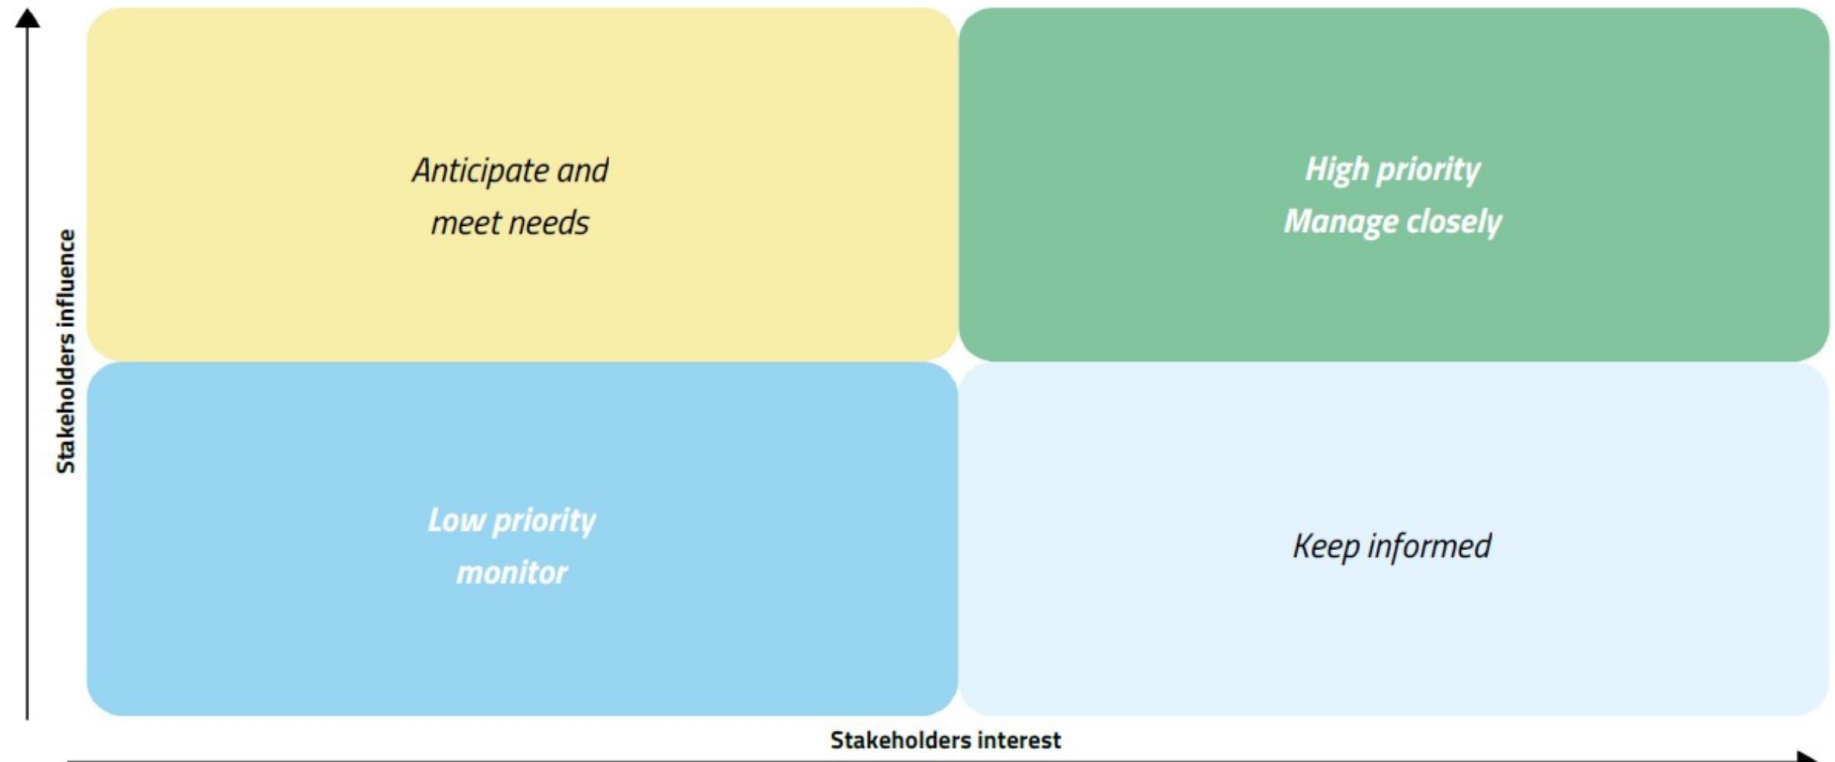 Anticipate and
meet needs
High priority
Manage closely
Stakeholders influence
Low priority
monitor
Keep informed
Stakeholders interest